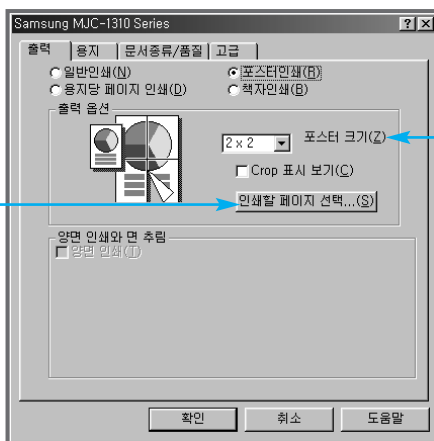 Samsung MJC-1310 Series
출력 용지 문서종류/품질 고급
일반인쇄(N) 포스터인쇄(R)
용지당 페이지 인쇄(D) 책자인쇄(B)
출력 옵션
2 x 2 포스터 크기(Z)
Crop 표시 보기(C)
인쇄할 페이지 선택...(S)
양면 인쇄와 면 추림
양면 인쇄(T)
확인 취소 도움말